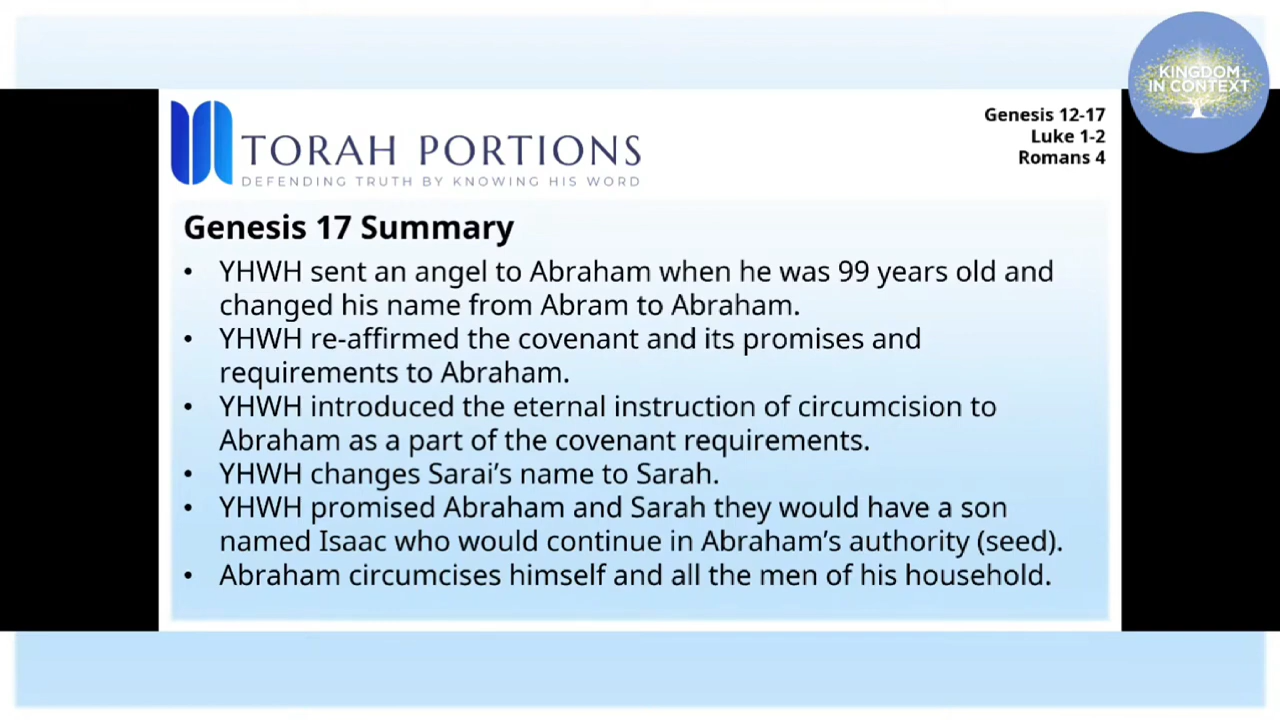 KINGDOM
IN CONTEXT
Genesis 12-17
Luke 1-2
Romans 4
TORAH PORTIONS
DEFENDING TRUTH BY KNOWING HIS WORD
Genesis 17 Summary
• YHWH sent an angel to Abraham when he was 99 years old and
changed his name from Abram to Abraham.
• YHWH re-affirmed the covenant and its promises and
requirements to Abraham.
• YHWH introduced the eternal instruction of circumcision to
Abraham as a part of the covenant requirements.
• YHWH changes Sarai’s name to Sarah.
• YHWH promised Abraham and Sarah they would have a son
named Isaac who would continue in Abraham’s authority (seed).
• Abraham circumcises himself and all the men of his household.